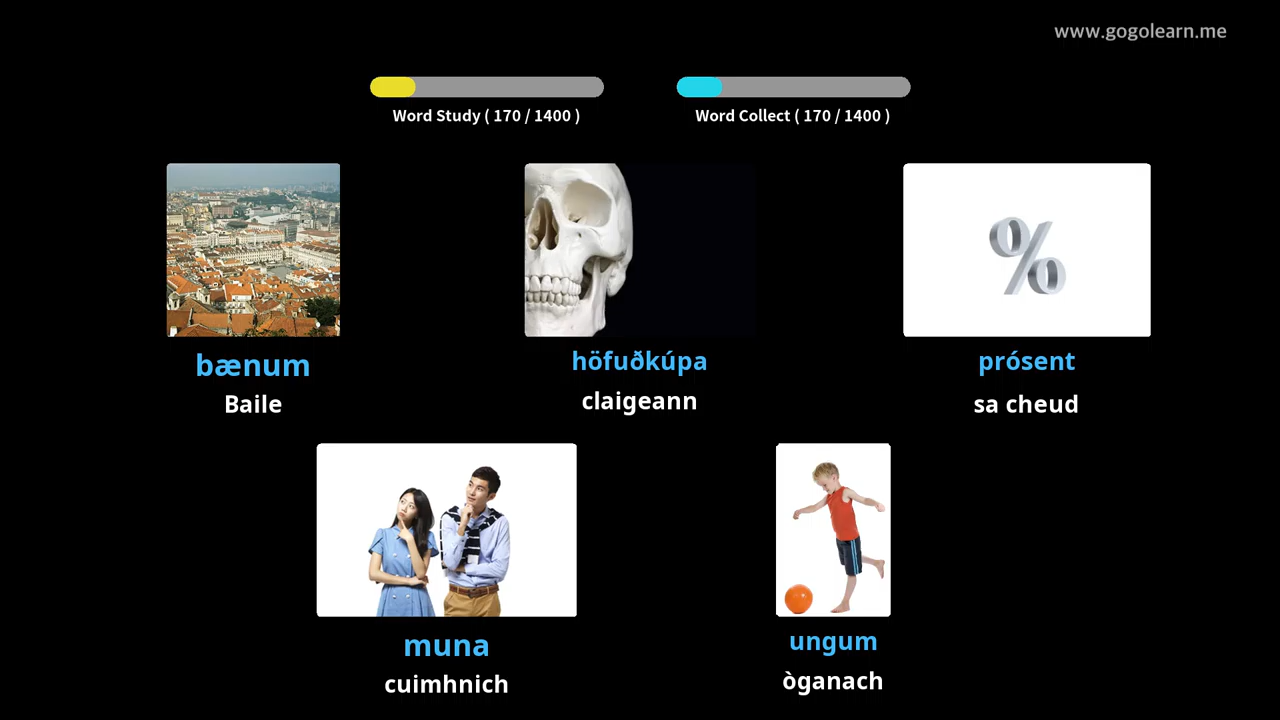 www.gogolearn.me
Word Study ( 170 / 1400 )
Word Collect ( 170 / 1400 )
bænum
Baile
höfuðkúpa
claigeann
prósent
sa cheud
muna
cuimhnich
ungum
òganach